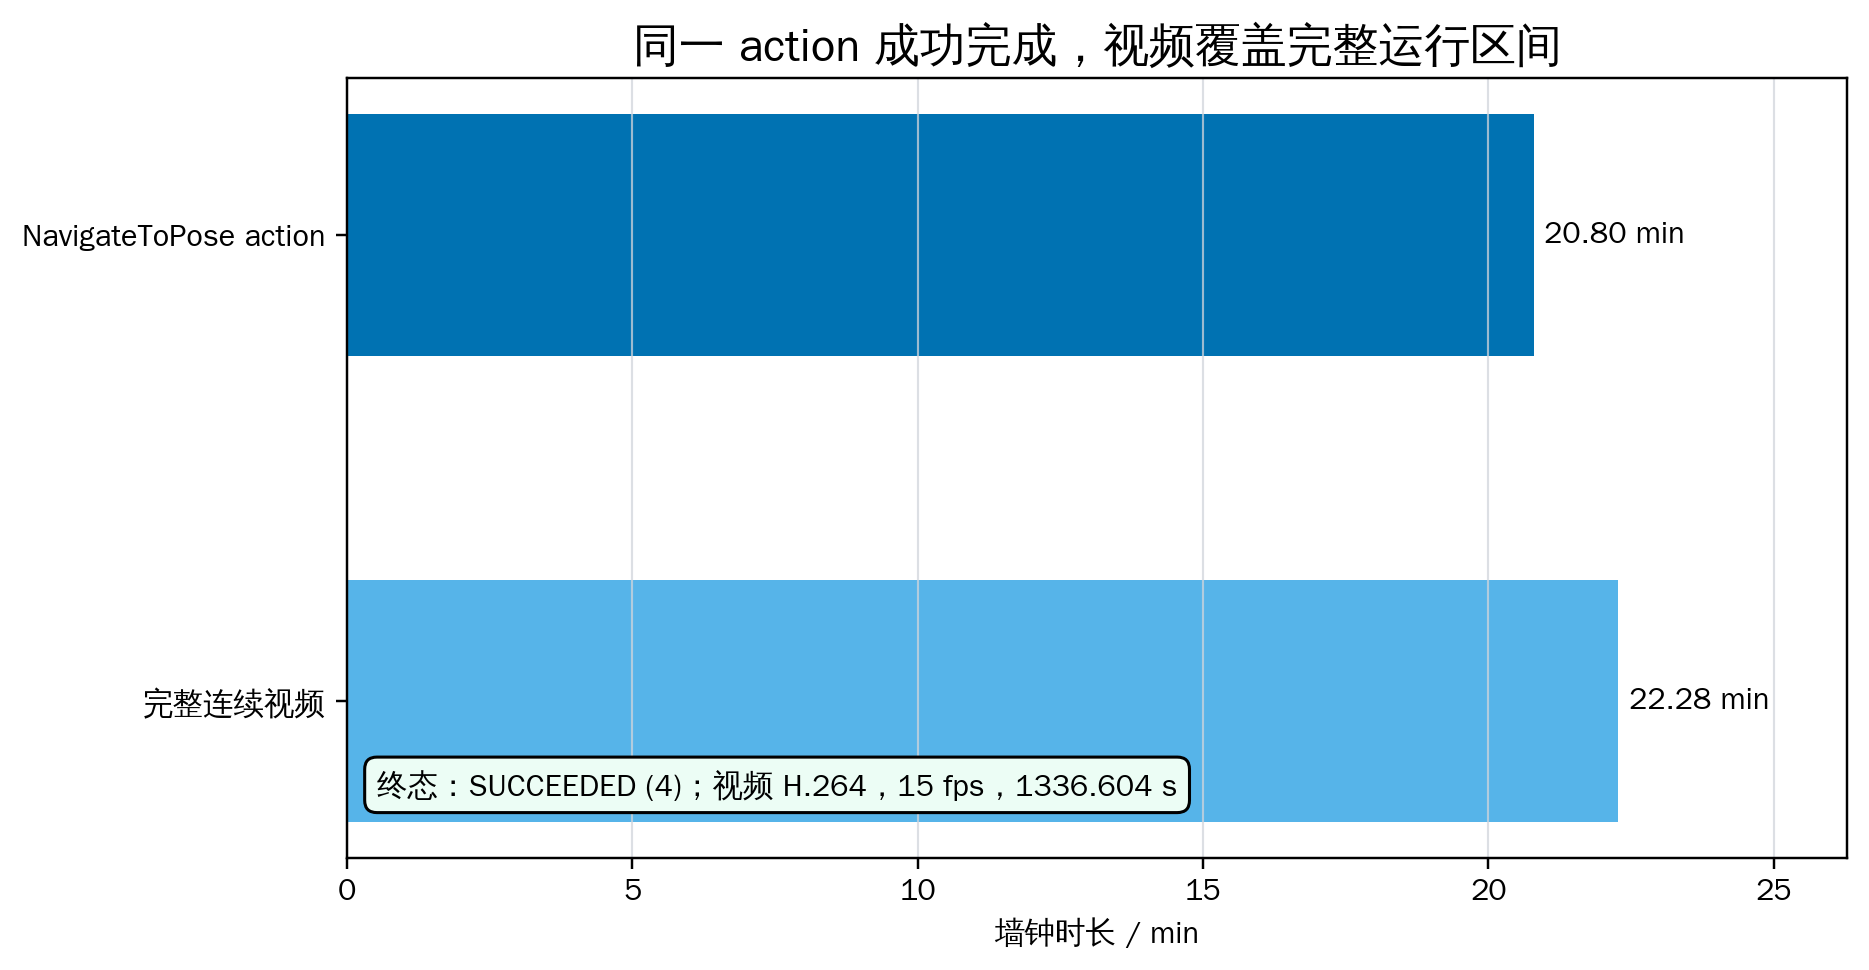 同一 action 成功完成，视频覆盖完整运行区间
NavigateToPose action
20.80 min
完整连续视频
22.28 min
终态：SUCCEEDED (4)；视频 H.264，15 fps，1336.604 s
0 5 10 15 20 25
墙钟时长 / min